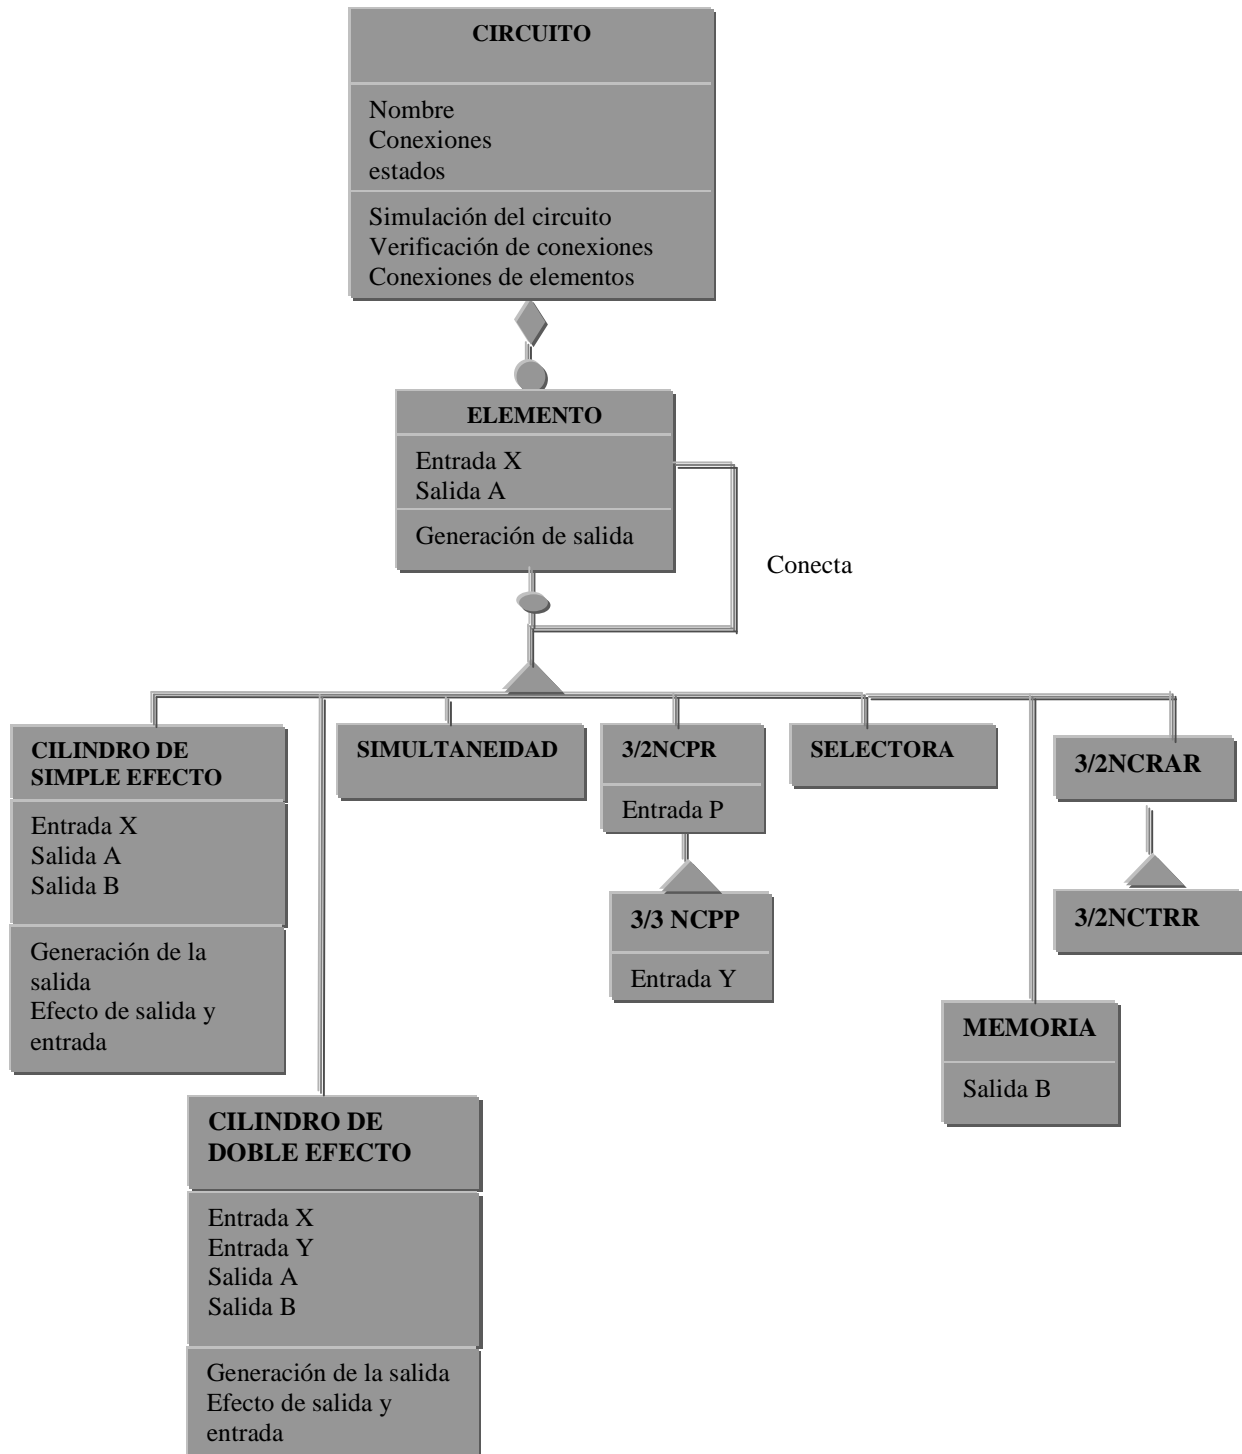 CIRCUITO
Nombre
Conexiones
estados
Simulación del circuito
Verificación de conexiones
Conexiones de elementos
ELEMENTO
Entrada X
Salida A
Generación de salida
Conecta
CILINDRO DE
SIMPLE EFECTO
Entrada X
Salida A
Salida B
Generación de la
salida
Efecto de salida y
entrada
SIMULTANEIDAD
3/2NCPR
Entrada P
3/3 NCPP
Entrada Y
SELECTORA
3/2NCRAR
3/2NCTRR
MEMORIA
Salida B
CILINDRO DE
DOBLE EFECTO
Entrada X
Entrada Y
Salida A
Salida B
Generación de la salida
Efecto de salida y
entrada